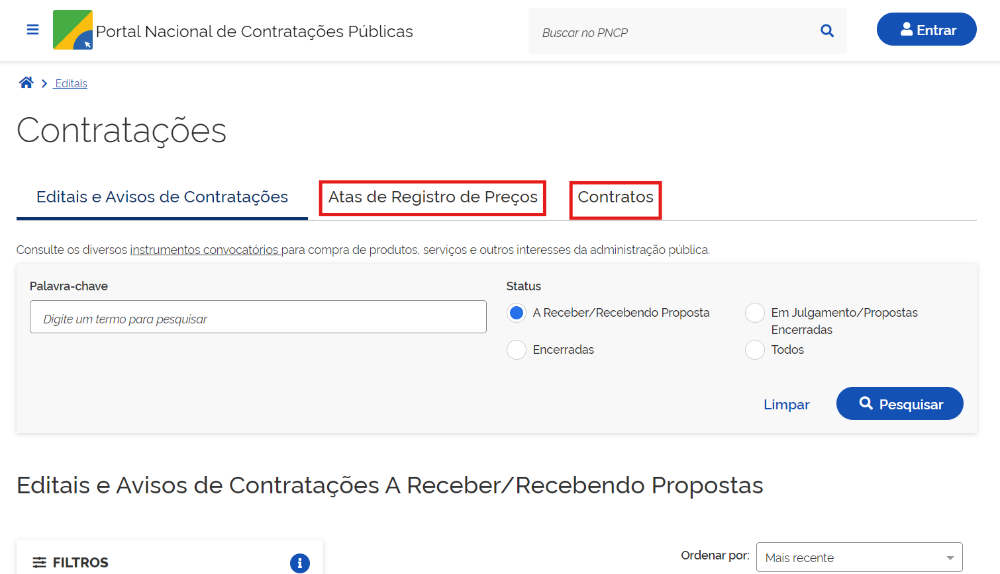 Portal Nacional de Contratações Públicas
Buscar no PNCP
Entrar
Editais
Contratações
Editais e Avisos de Contratações
Atas de Registro de Preços
Contratos
Consulte os diversos instrumentos convocatórios para compra de produtos, serviços e outros interesses da administração pública.
Palavra-chave
Digite um termo para pesquisar
Status
A Receber/Recebendo Proposta
Em Julgamento/Propostas
Encerradas
Encerradas
Todos
Limpar
Pesquisar
Editais e Avisos de Contratações A Receber/Recebendo Propostas
FILTROS
Ordenar por:
Mais recente